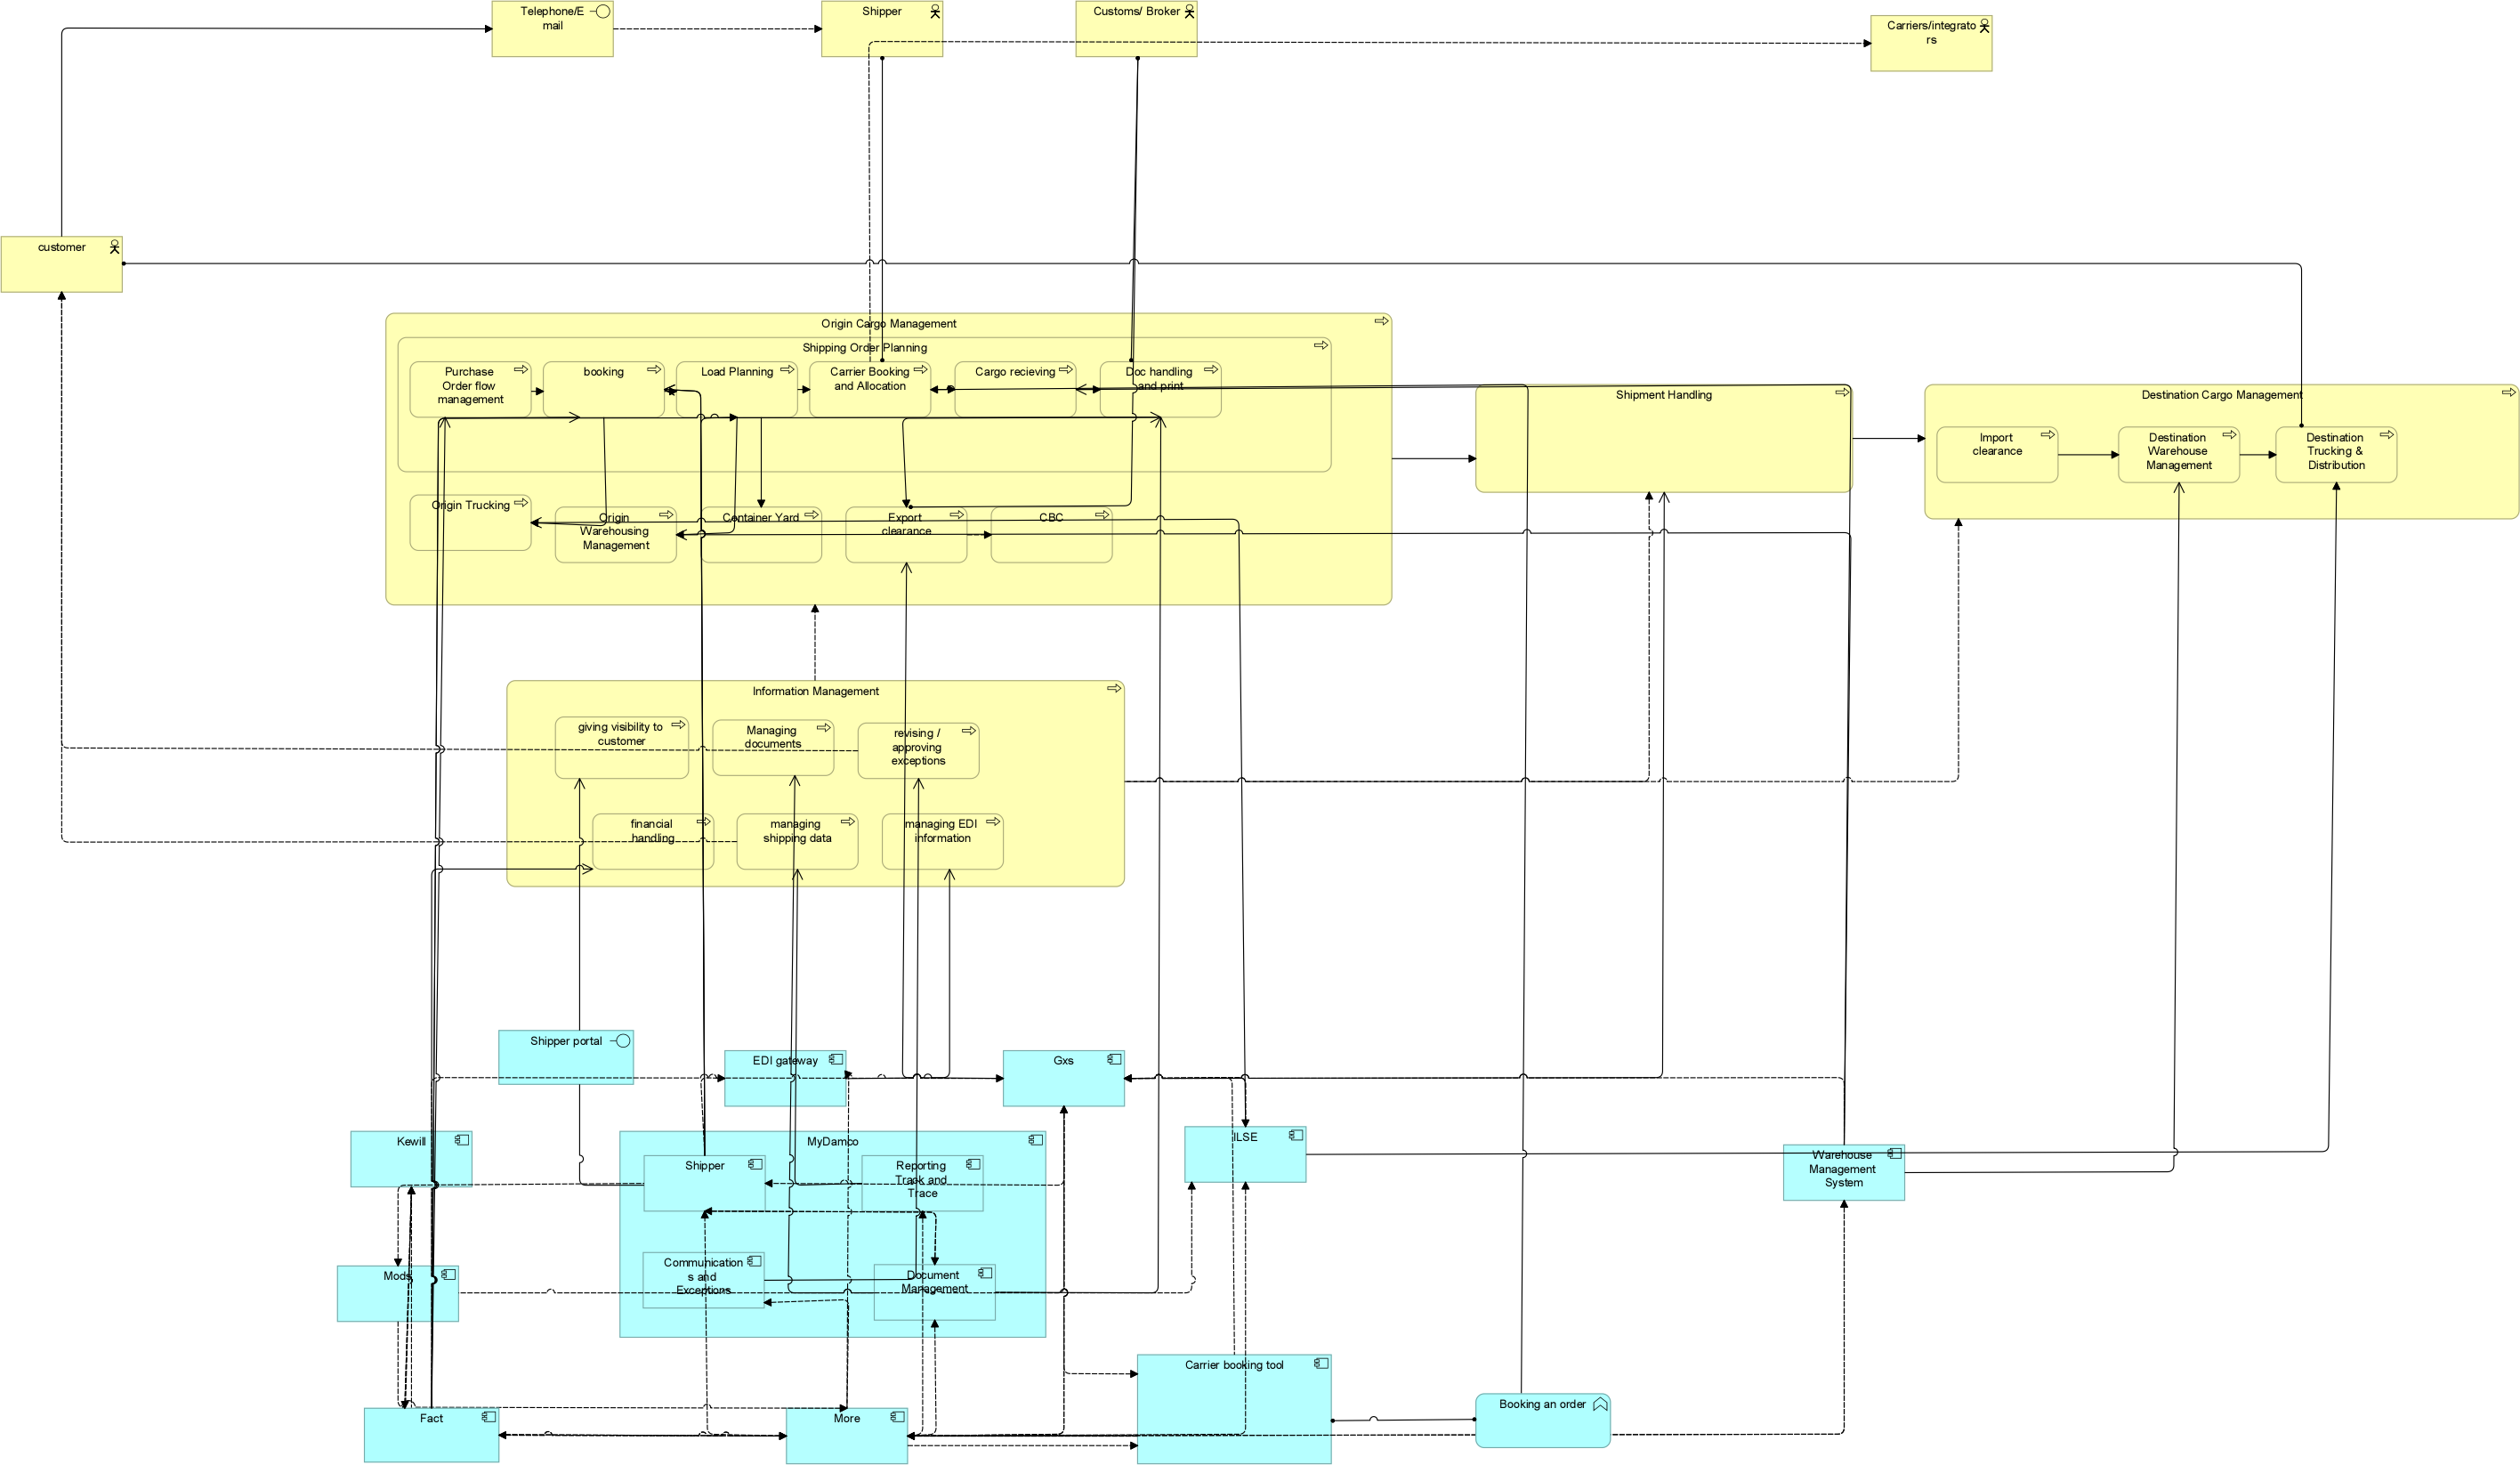 Telephone/E
mail
Shipper
Customs/ Broker
Carriers/integrato
rs
customer
Origin Cargo Management
Shipping Order Planning
Purchase
Order flow
management
booking
Load Planning
Carrier Booking
and Allocation
Cargo recieving
Doc handling
and print
Shipment Handling
Destination Cargo Management
Import
clearance
Destination
Warehouse
Management
Destination
Trucking &
Distribution
Origin Trucking
Origin
Warehousing
Management
Container Yard
Export
clearance
CBC
Information Management
giving visibility to
customer
Managing
documents
revising /
approving
exceptions
financial
handling
managing
shipping data
managing EDI
information
Shipper portal
EDI gateway
Gxs
Kewill
MyDamco
ILSE
Shipper
Reporting
Track and
Trace
Warehouse
Management
System
Mods
Communication
s and
Exceptions
Document
Management
Carrier booking tool
Booking an order
Fact
More